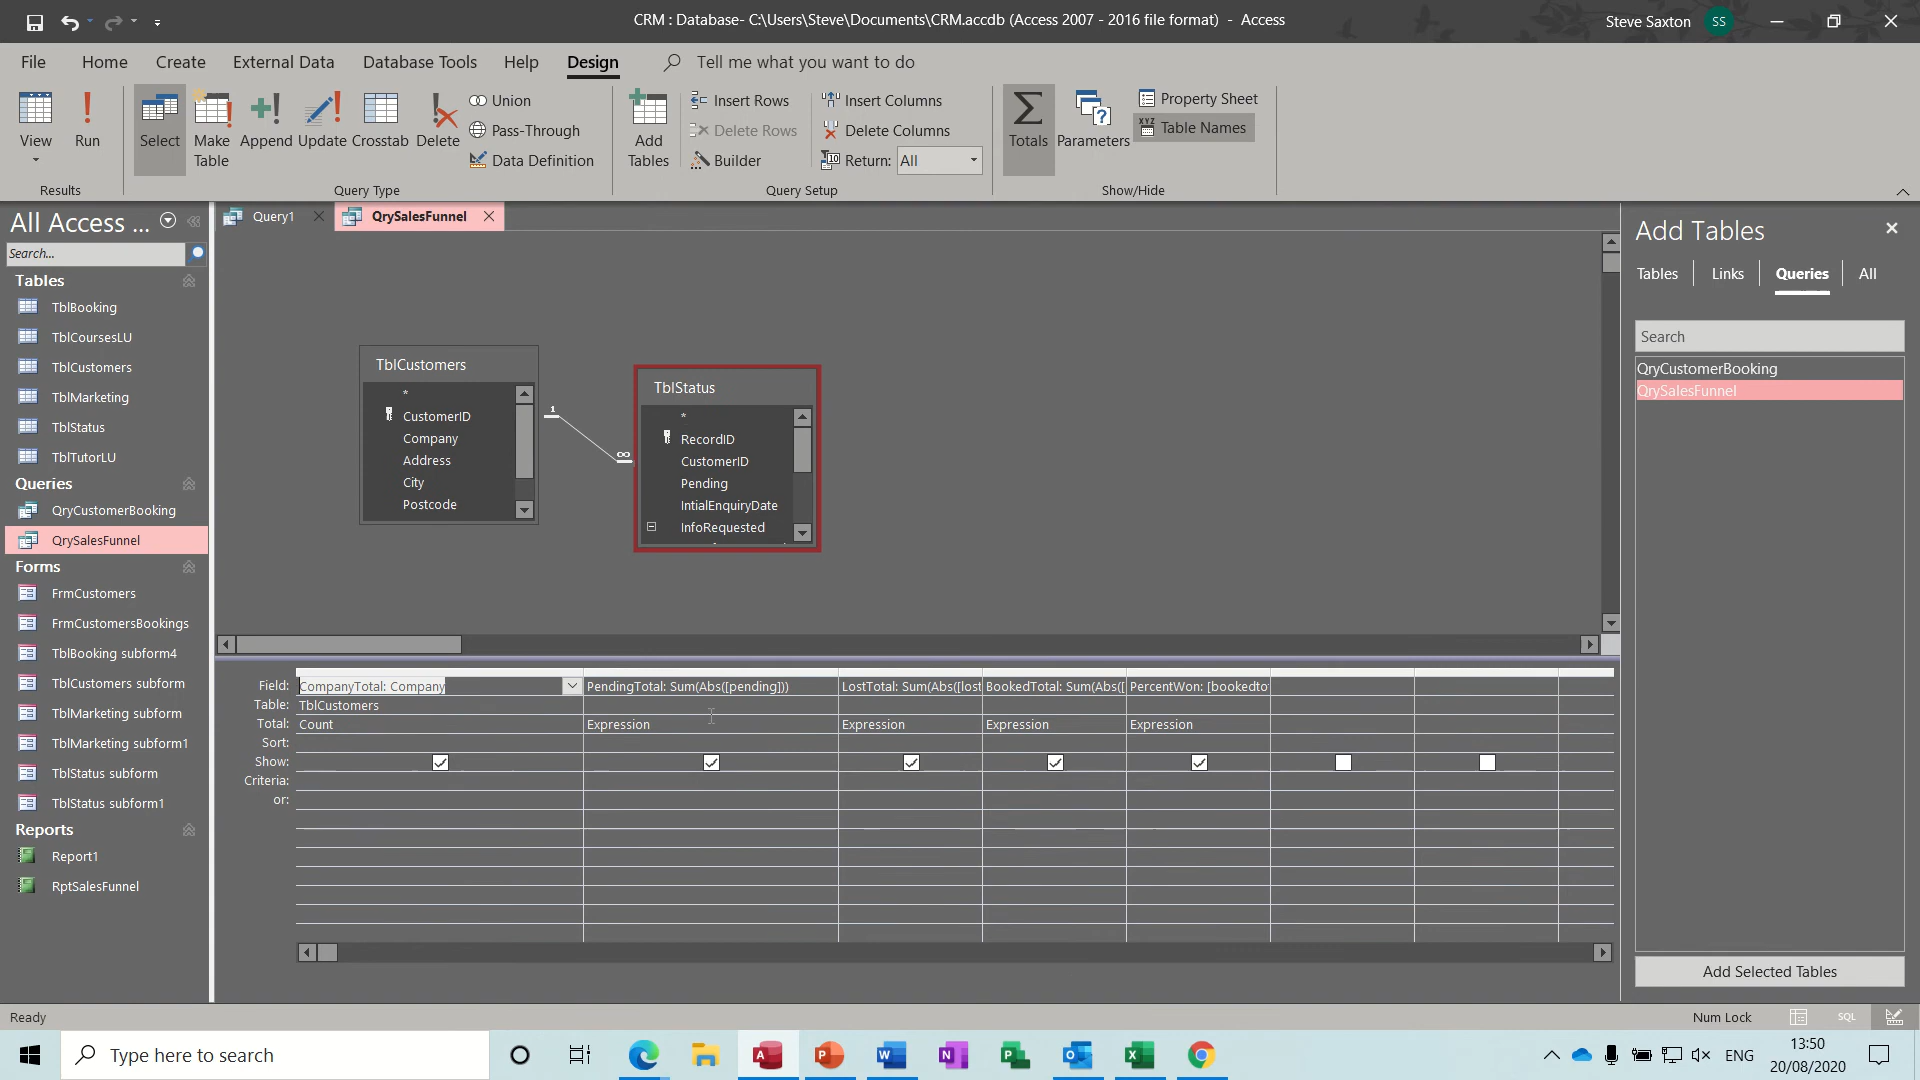 CRM : Database- C:\Users\Steve\Documents\CRM.accdb (Access 2007 - 2016 file format) - Access
Steve Saxton
SS
File Home Create External Data Database Tools Help Design Tell me what you want to do
View
Run
Select
Make Table
Append
Update
Crosstab
Delete
Union
Pass-Through
Data Definition
Add Tables
Insert Rows
Delete Rows
Builder
Insert Columns
Delete Columns
Return: All
Totals
Parameters
Property Sheet
Table Names
Results
Query Type
Query Setup
Show/Hide
All Access ...
Search...
Tables
TblBooking
TblCoursesLU
TblCustomers
TblMarketing
TblStatus
TblTutorLU
Queries
QryCustomerBooking
QrySalesFunnel
Forms
FrmCustomers
FrmCustomersBookings
TblBooking subform4
TblCustomers subform
TblMarketing subform
TblMarketing subform1
TblStatus subform
TblStatus subform1
Reports
Report1
RptSalesFunnel
Query1
QrySalesFunnel
TblCustomers
*
CustomerID
Company
Address
City
Postcode
1
∞
TblStatus
*
RecordID
CustomerID
Pending
IntialEnquiryDate
InfoRequested
Field: CompanyTotal: Company PendingTotal: Sum(Abs([pending])) LostTotal: Sum(Abs([lost BookedTotal: Sum(Abs([ PercentWon: [bookedto
Table: TblCustomers
Total: Count Expression Expression Expression Expression
Sort:
Show:
Criteria:
or:
Add Tables
Tables Links Queries All
Search
QryCustomerBooking
QrySalesFunnel
Add Selected Tables
Ready
Num Lock
SQL
Type here to search
ENG
13:50
20/08/2020